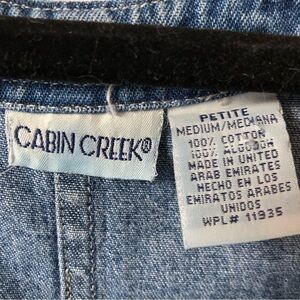 CABIN CREEK®
PETITE
MEDIUM/MEDIANA
100% COTTON
100% ALGODON
MADE IN UNITED
ARAB EMIRATES
HECHO EN LOS
EMIRATOS ARABES
UNIDOS
WPL# 11935